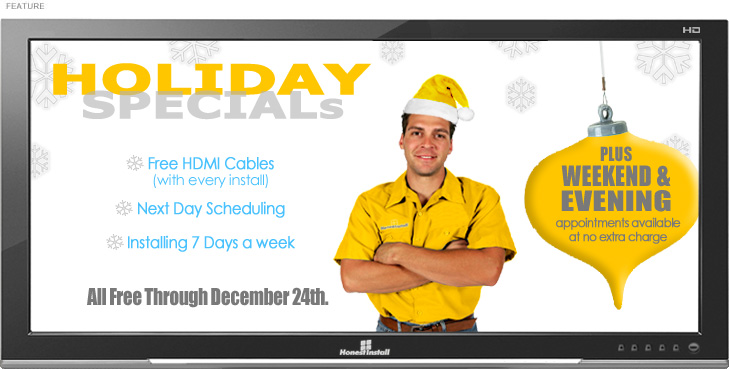 FEATURE
HD
HOLIDAY
SPECIALs
Free HDMI Cables
(with every install)
Next Day Scheduling
Installing 7 Days a week
All Free Through December 24th.
PLUS
WEEKEND &
EVENING
appointments available
at no extra charge
Honest Install